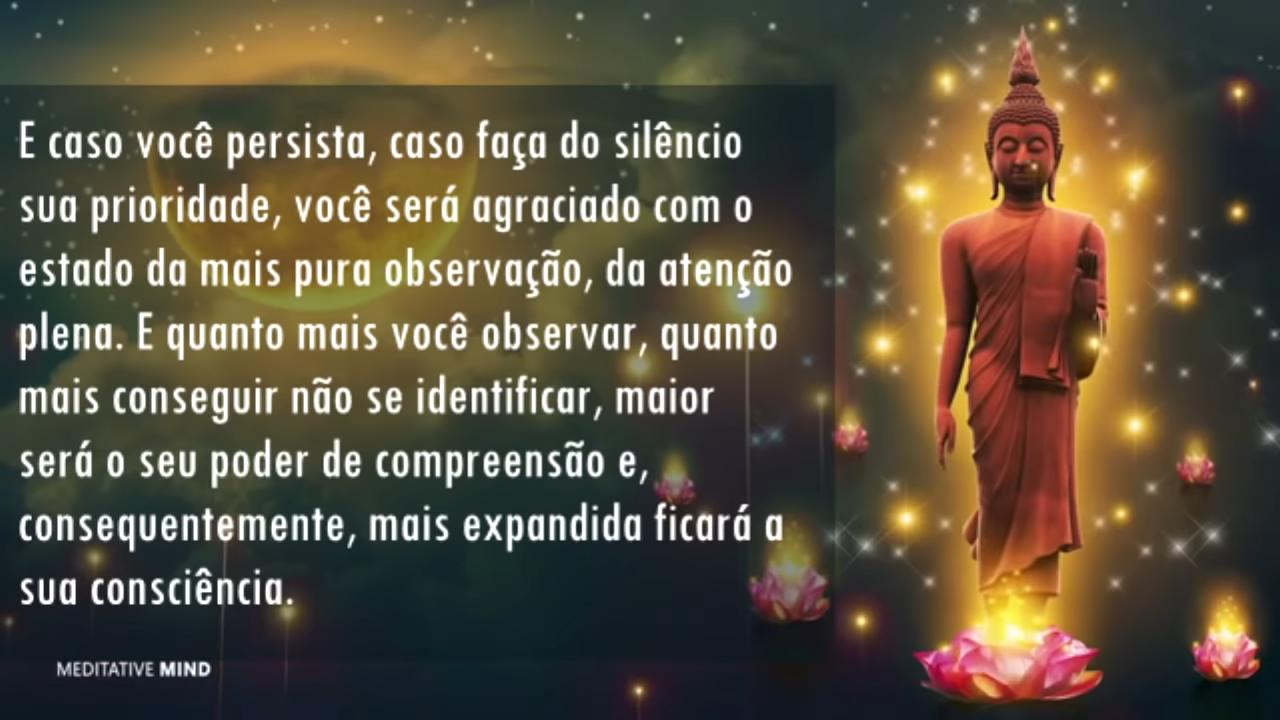 E caso você persista, caso faça do silêncio
sua prioridade, você será agraciado com o
estado da mais pura observação, da atenção
plena. E quanto mais você observar, quanto
mais conseguir não se identificar, maior
será o seu poder de compreensão e,
consequentemente, mais expandida ficará a
sua consciência.
MEDITATIVE MIND